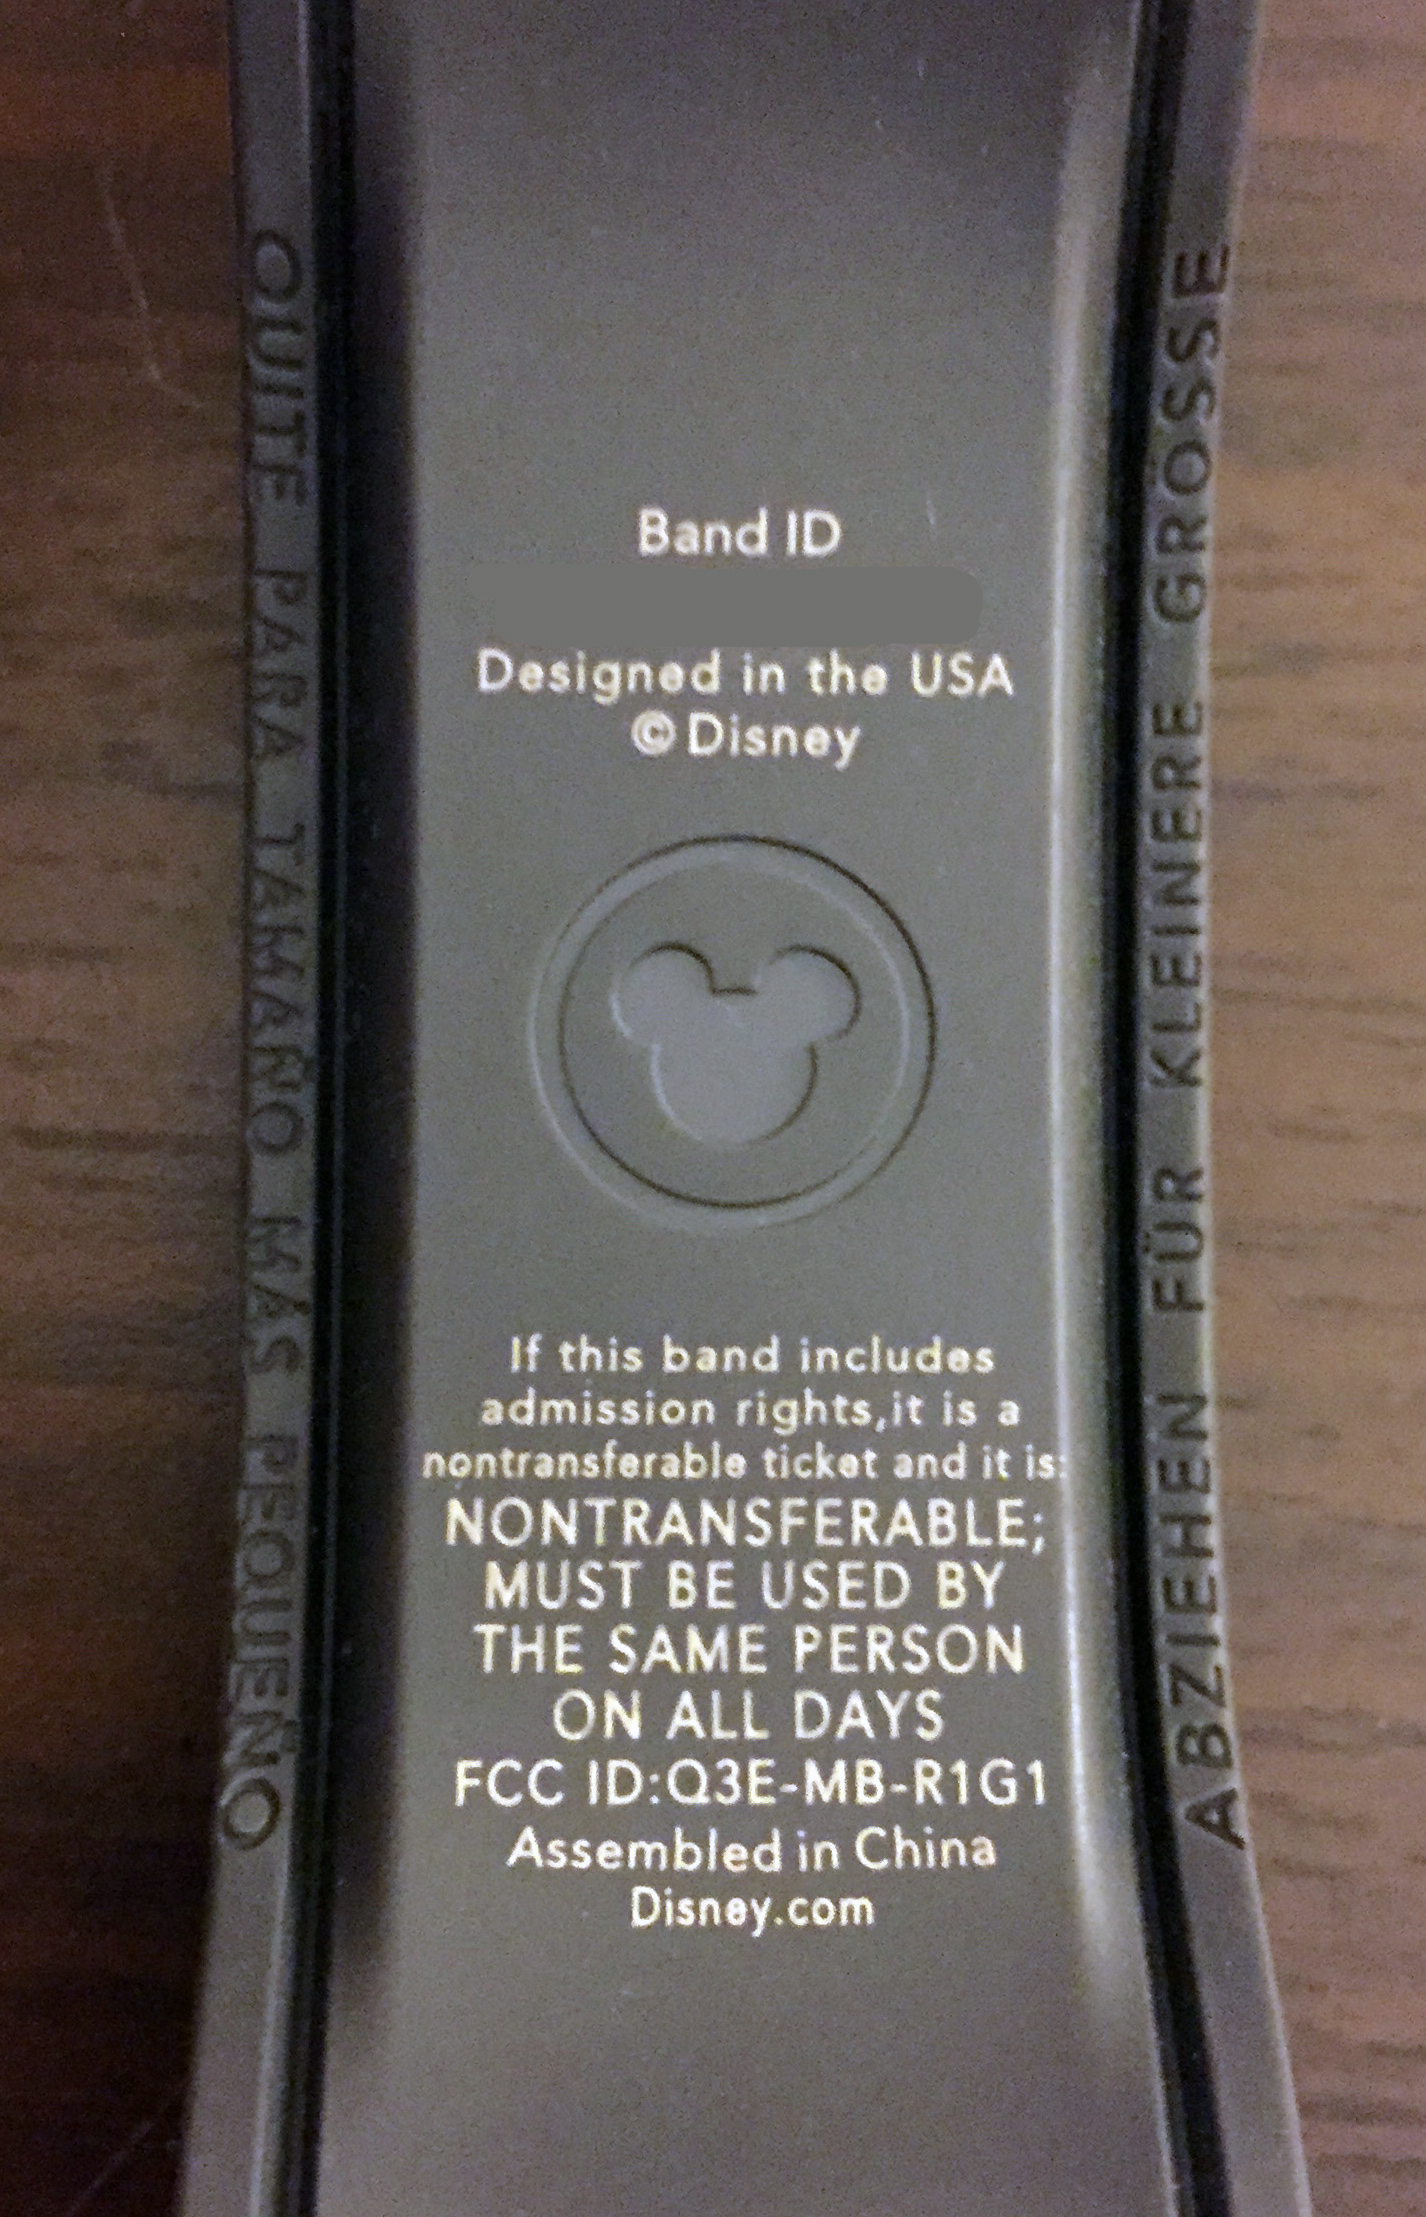 Band ID
Designed in the USA
©Disney
If this band includes
admission rights,it is a
nontransferable ticket and it is:
NONTRANSFERABLE;
MUST BE USED BY
THE SAME PERSON
ON ALL DAYS
FCC ID:Q3E-MB-R1G1
Assembled in China
Disney.com
QUITE PARA TAMAÑO MÁS PEQUEÑO
ABZIEHEN FÜR KLEINERE GRÖSSE